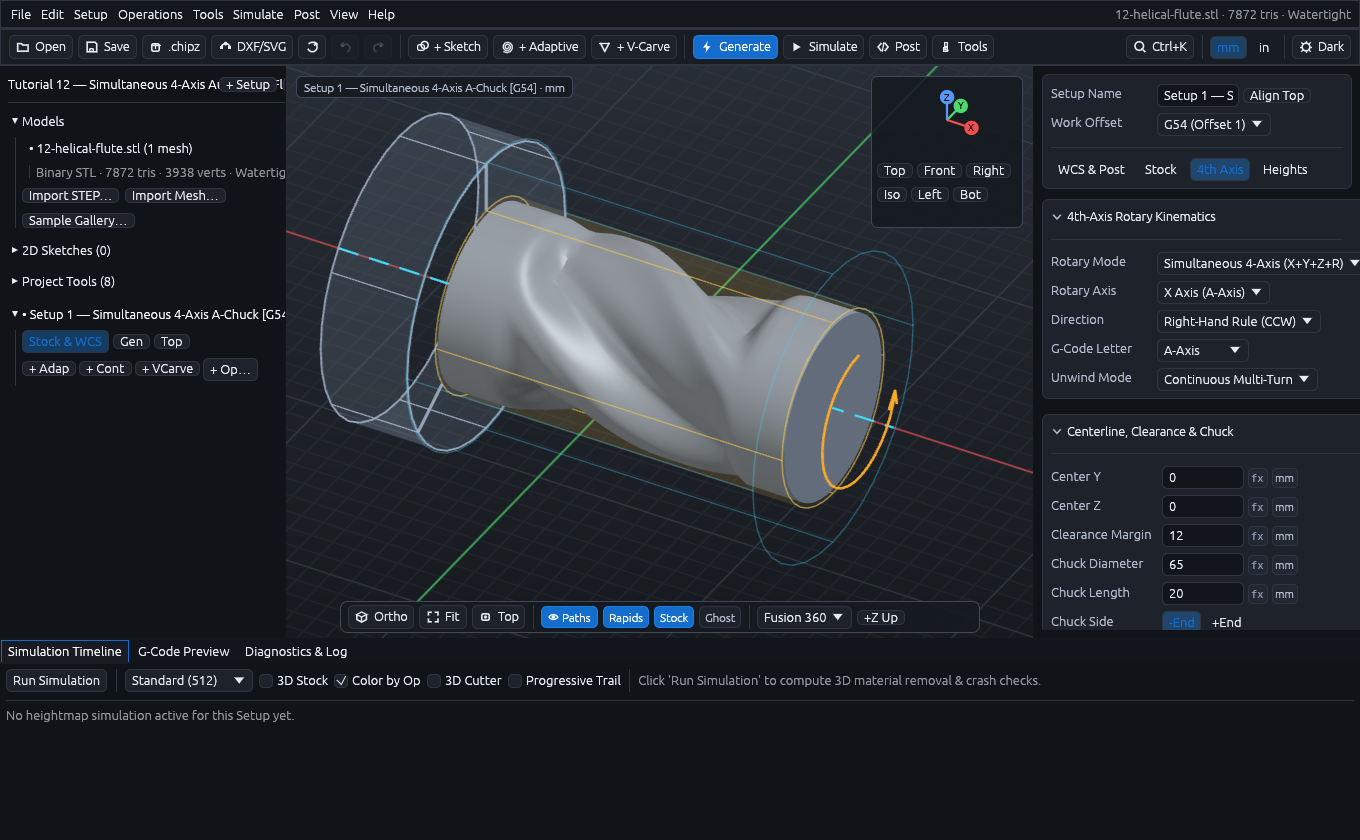 File Edit Setup Operations Tools Simulate Post View Help
12-helical-flute.stl · 7872 tris · Watertight
Open Save .chipz DXF/SVG + Sketch + Adaptive + V-Carve Generate Simulate Post Tools Ctrl+K mm in Dark
Tutorial 12 — Simultaneous 4-Axis + Setup
Models
• 12-helical-flute.stl (1 mesh)
Binary STL · 7872 tris · 3938 verts · Watertig
Import STEP... Import Mesh...
Sample Gallery...
2D Sketches (0)
Project Tools (8)
• Setup 1 — Simultaneous 4-Axis A-Chuck [G54
Stock & WCS Gen Top
+ Adap + Cont + VCarve + Op...
Setup 1 — Simultaneous 4-Axis A-Chuck [G54] · mm
Z
Y
X
Top Front Right
Iso Left Bot
Ortho Fit Top Paths Rapids Stock Ghost Fusion 360 +Z Up
Setup Name Setup 1 — S Align Top
Work Offset G54 (Offset 1)
WCS & Post Stock 4th Axis Heights
4th-Axis Rotary Kinematics
Rotary Mode Simultaneous 4-Axis (X+Y+Z+R)
Rotary Axis X Axis (A-Axis)
Direction Right-Hand Rule (CCW)
G-Code Letter A-Axis
Unwind Mode Continuous Multi-Turn
Centerline, Clearance & Chuck
Center Y 0 fx mm
Center Z 0 fx mm
Clearance Margin 12 fx mm
Chuck Diameter 65 fx mm
Chuck Length 20 fx mm
Chuck Side -End +End
Simulation Timeline G-Code Preview Diagnostics & Log
Run Simulation Standard (512) 3D Stock Color by Op 3D Cutter Progressive Trail Click 'Run Simulation' to compute 3D material removal & crash checks.
No heightmap simulation active for this Setup yet.